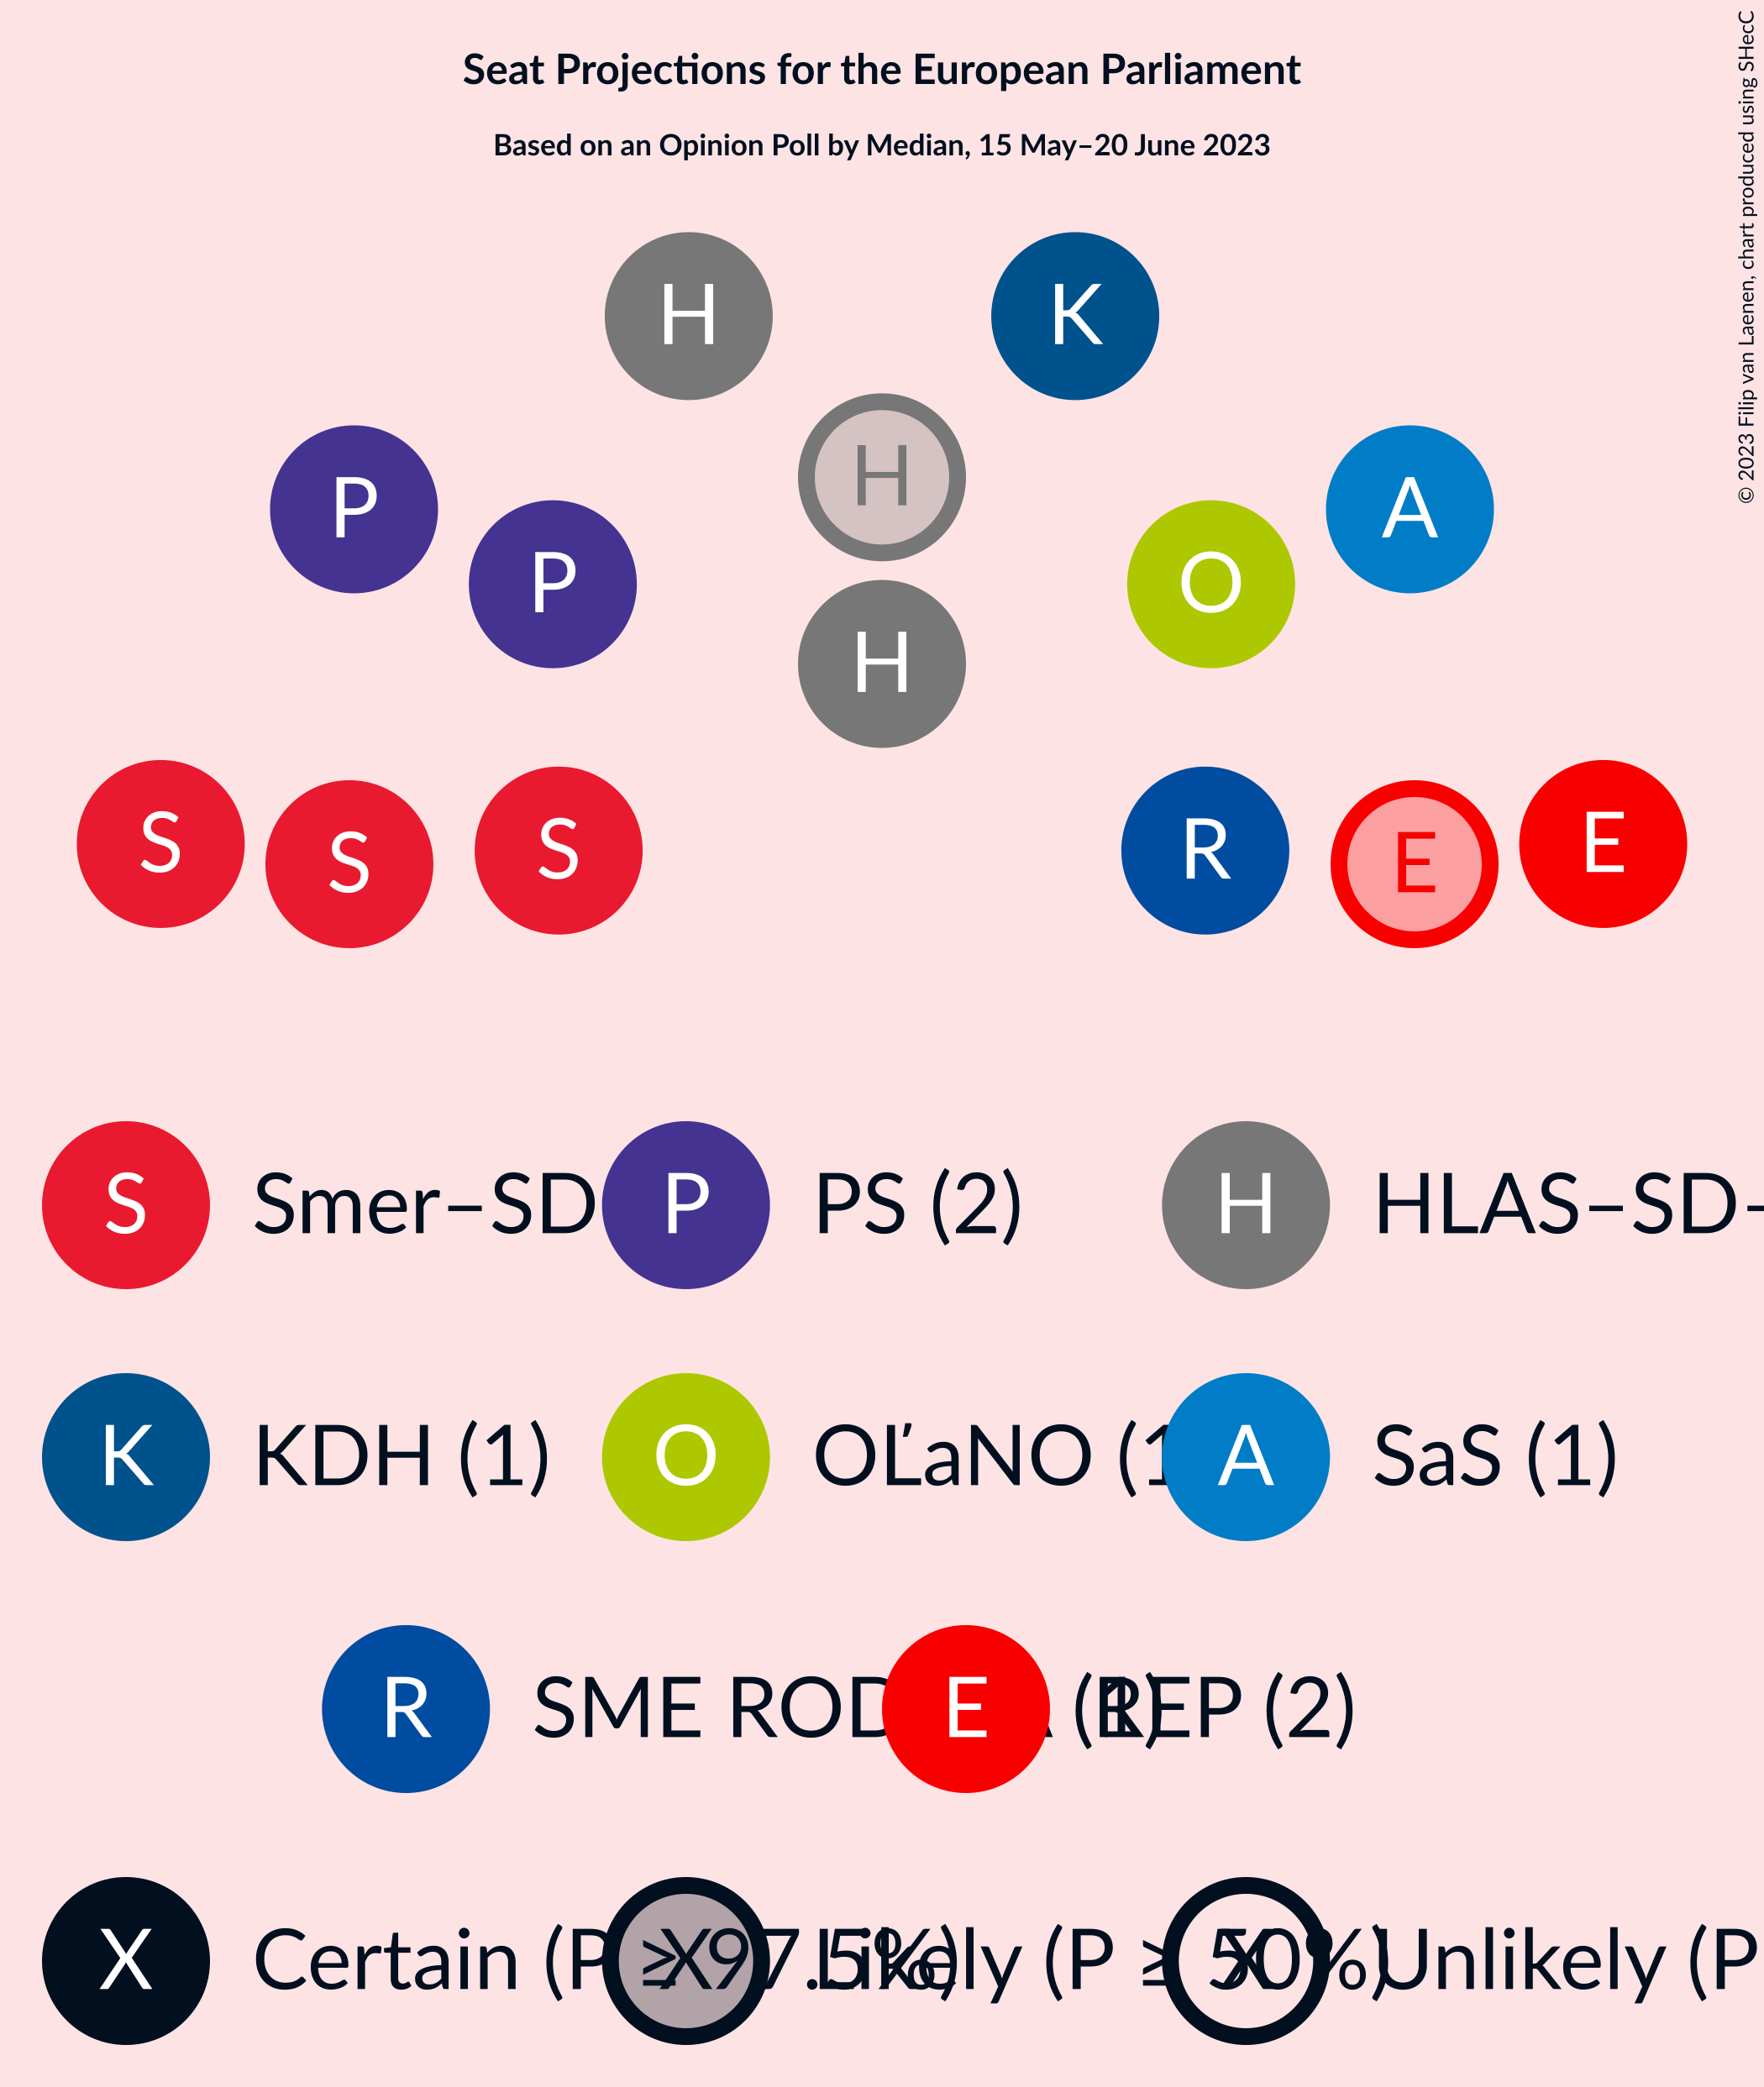 Seat Projections for the European Parliament
Based on an Opinion Poll by Median, 15 May–20 June 2023
© 2023 Filip van Laenen, chart produced using SHecC
H K
H
P A
P O
H
S S S R E E
S Smer–SD P PS (2) H HLAS–SD–
K KDH (1) O OĽaNO (1 A SaS (1)
R SME ROD E (1) REP (2)
X Certain (P ≥ 97.5%) X Likely (P ≥ 50%) X Unlikely (P